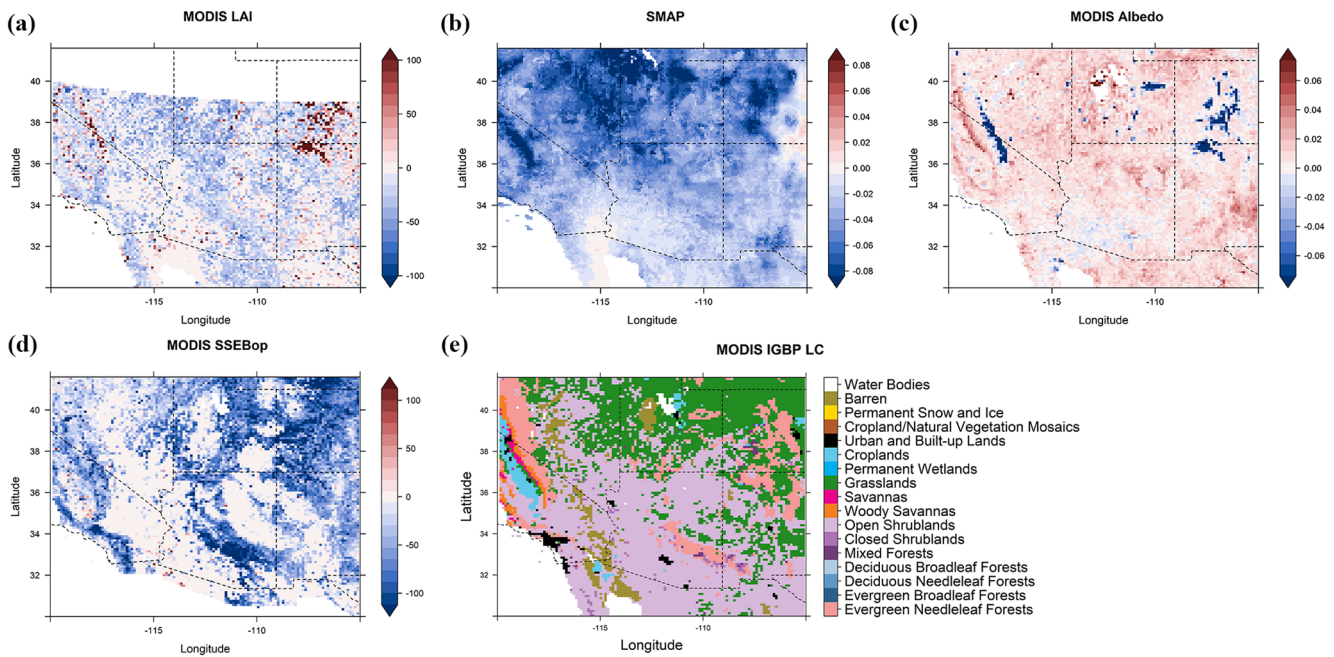 (a)
MODIS LAI
40
38
36
34
32
-115
-110
Latitude
Longitude
100
50
0
-50
-100
(b)
SMAP
40
38
36
34
32
-115
-110
Latitude
Longitude
0.08
0.06
0.04
0.02
0.00
-0.02
-0.04
-0.06
-0.08
(c)
MODIS Albedo
40
38
36
34
32
-115
-110
Latitude
Longitude
0.06
0.04
0.02
0.00
-0.02
-0.04
-0.06
(d)
MODIS SSEBop
40
38
36
34
32
-115
-110
Latitude
Longitude
100
50
0
-50
-100
(e)
MODIS IGBP LC
40
38
36
34
32
-115
-110
Latitude
Longitude
Water Bodies
Barren
Permanent Snow and Ice
Cropland/Natural Vegetation Mosaics
Urban and Built-up Lands
Croplands
Permanent Wetlands
Grasslands
Savannas
Woody Savannas
Open Shrublands
Closed Shrublands
Mixed Forests
Deciduous Broadleaf Forests
Deciduous Needleleaf Forests
Evergreen Broadleaf Forests
Evergreen Needleleaf Forests